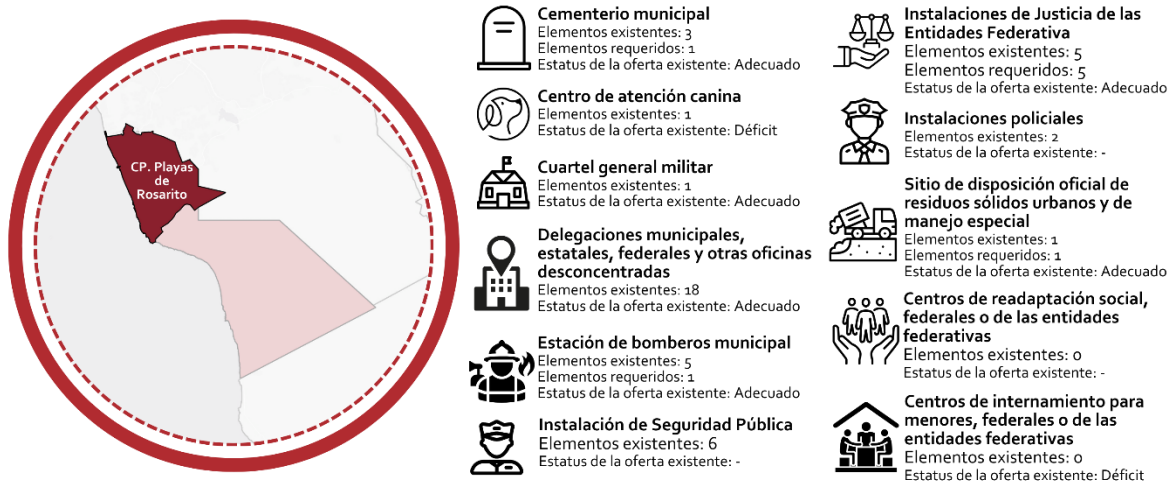 CP. Playas
de
Rosarito
Cementerio municipal
Elementos existentes: 3
Elementos requeridos: 1
Estatus de la oferta existente: Adecuado
Centro de atención canina
Elementos existentes: 1
Estatus de la oferta existente: Déficit
Cuartel general militar
Elementos existentes: 1
Estatus de la oferta existente: Adecuado
Delegaciones municipales,
estatales, federales y otras oficinas
desconcentradas
Elementos existentes: 18
Estatus de la oferta existente: Adecuado
Estación de bomberos municipal
Elementos existentes: 5
Elementos requeridos: 1
Estatus de la oferta existente: Adecuado
Instalación de Seguridad Pública
Elementos existentes: 6
Estatus de la oferta existente: -
Instalaciones de Justicia de las
Entidades Federativa
Elementos existentes: 5
Elementos requeridos: 5
Estatus de la oferta existente: Adecuado
Instalaciones policiales
Elementos existentes: 2
Estatus de la oferta existente: -
Sitio de disposición oficial de
residuos sólidos urbanos y de
manejo especial
Elementos existentes: 1
Elementos requeridos: 1
Estatus de la oferta existente: Adecuado
Centros de readaptación social,
federales o de las entidades
federativas
Elementos existentes: 0
Estatus de la oferta existente: -
Centros de internamiento para
menores, federales o de las
entidades federativas
Elementos existentes: 0
Estatus de la oferta existente: Déficit